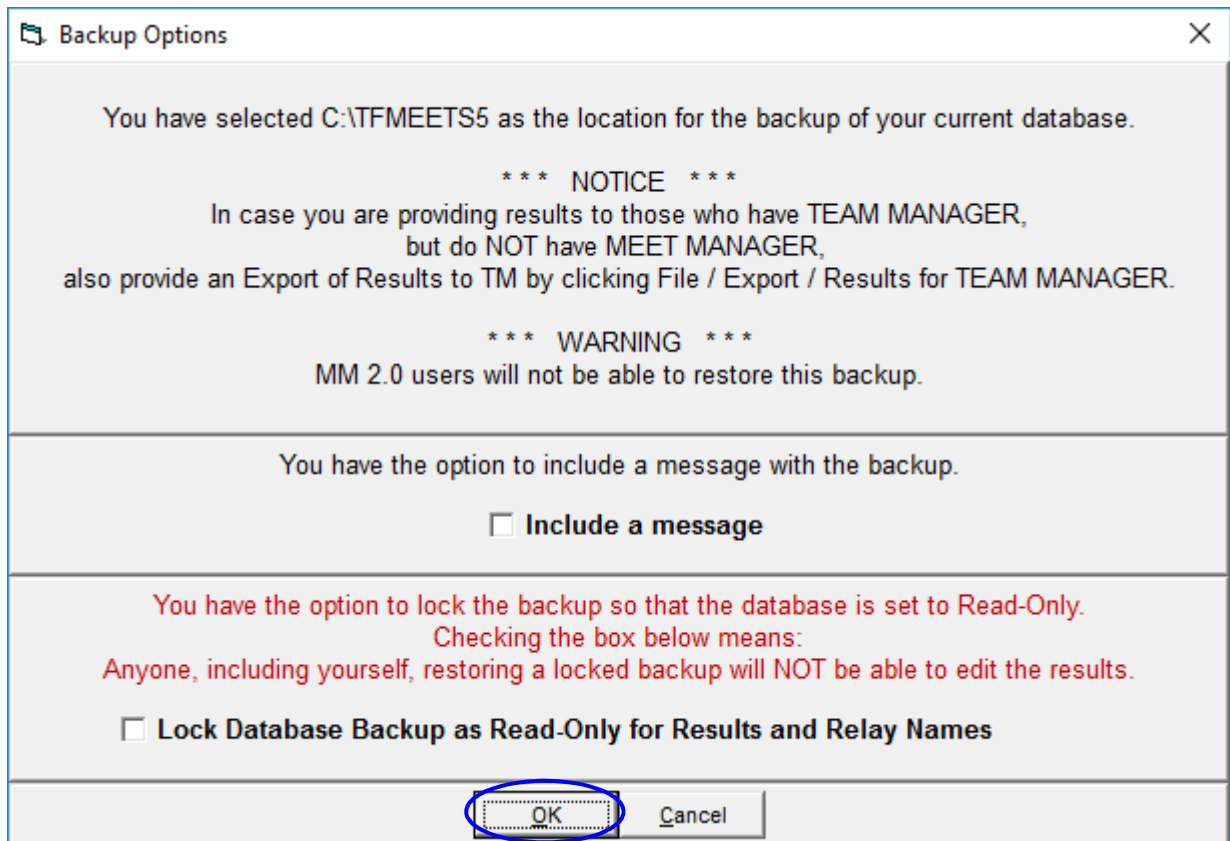 Backup Options
You have selected C:\TFMEETS5 as the location for the backup of your current database.
* * *   NOTICE   * * *
In case you are providing results to those who have TEAM MANAGER,
but do NOT have MEET MANAGER,
also provide an Export of Results to TM by clicking File / Export / Results for TEAM MANAGER.
* * *   WARNING   * * *
MM 2.0 users will not be able to restore this backup.
You have the option to include a message with the backup.
Include a message
You have the option to lock the backup so that the database is set to Read-Only.
Checking the box below means:
Anyone, including yourself, restoring a locked backup will NOT be able to edit the results.
Lock Database Backup as Read-Only for Results and Relay Names
OK Cancel